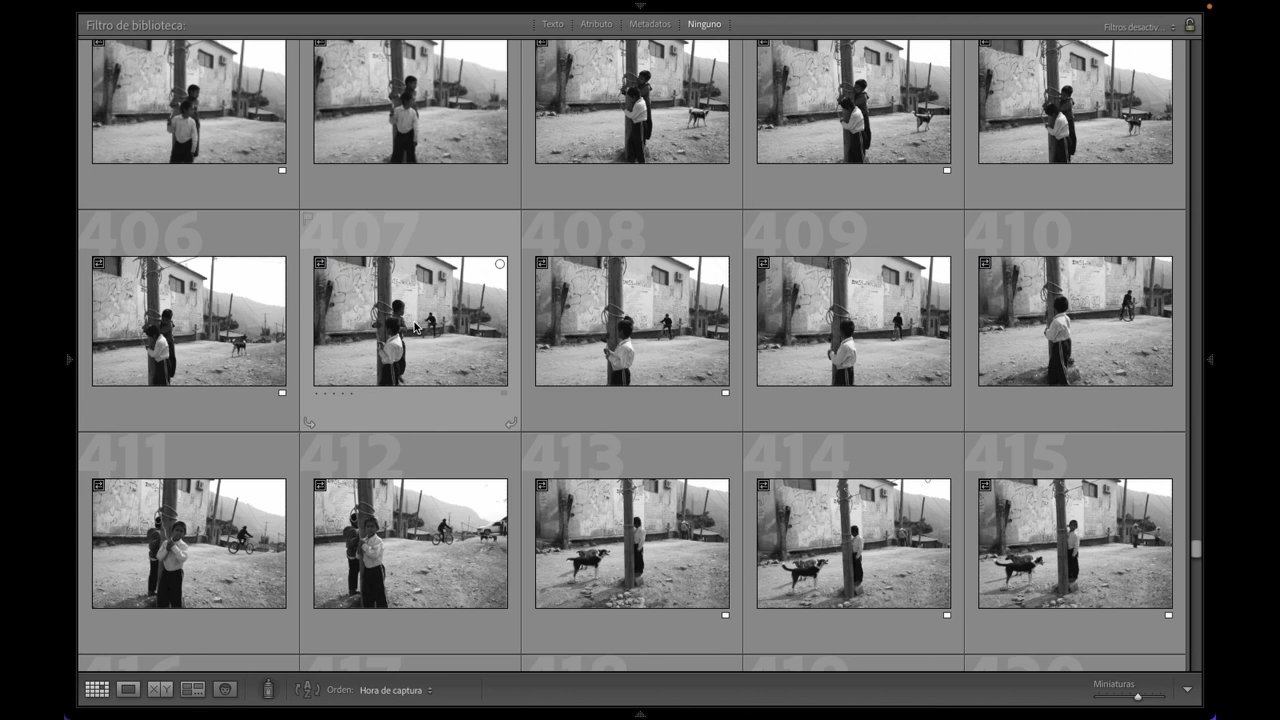 Filtro de biblioteca:
Texto
Atributo
Metadatos
Ninguno
Filtros desactiv...
406
407
408
409
410
411
412
413
414
415
Orden: Hora de captura
Miniaturas